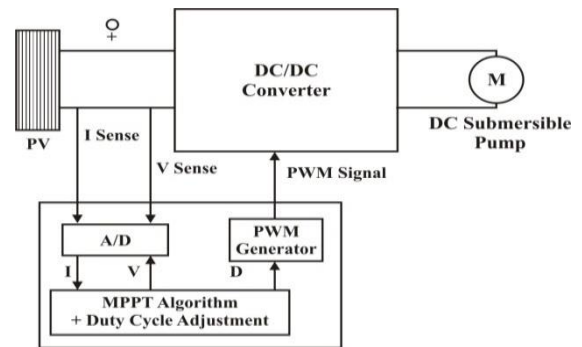 DC/DC
Converter
M
PV
I Sense
DC Submersible
Pump
V Sense
PWM Signal
A/D
PWM
Generator
I
V
D
MPPT Algorithm
+ Duty Cycle Adjustment